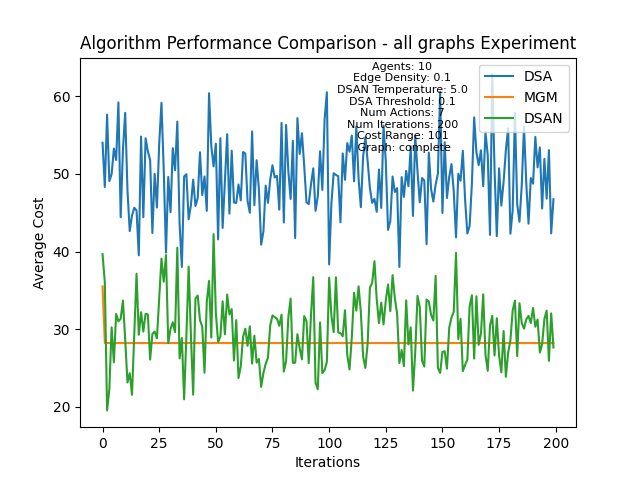 Algorithm Performance Comparison - all graphs Experiment
Agents: 10
Edge Density: 0.1
DSAN Temperature: 5.0
DSA Threshold: 0.1
Num Actions: 7
Num Iterations: 200
Cost Range: 101
Graph: complete
DSA
MGM
DSAN
Average Cost
60
50
40
30
20
0
25
50
75
100
125
150
175
200
Iterations